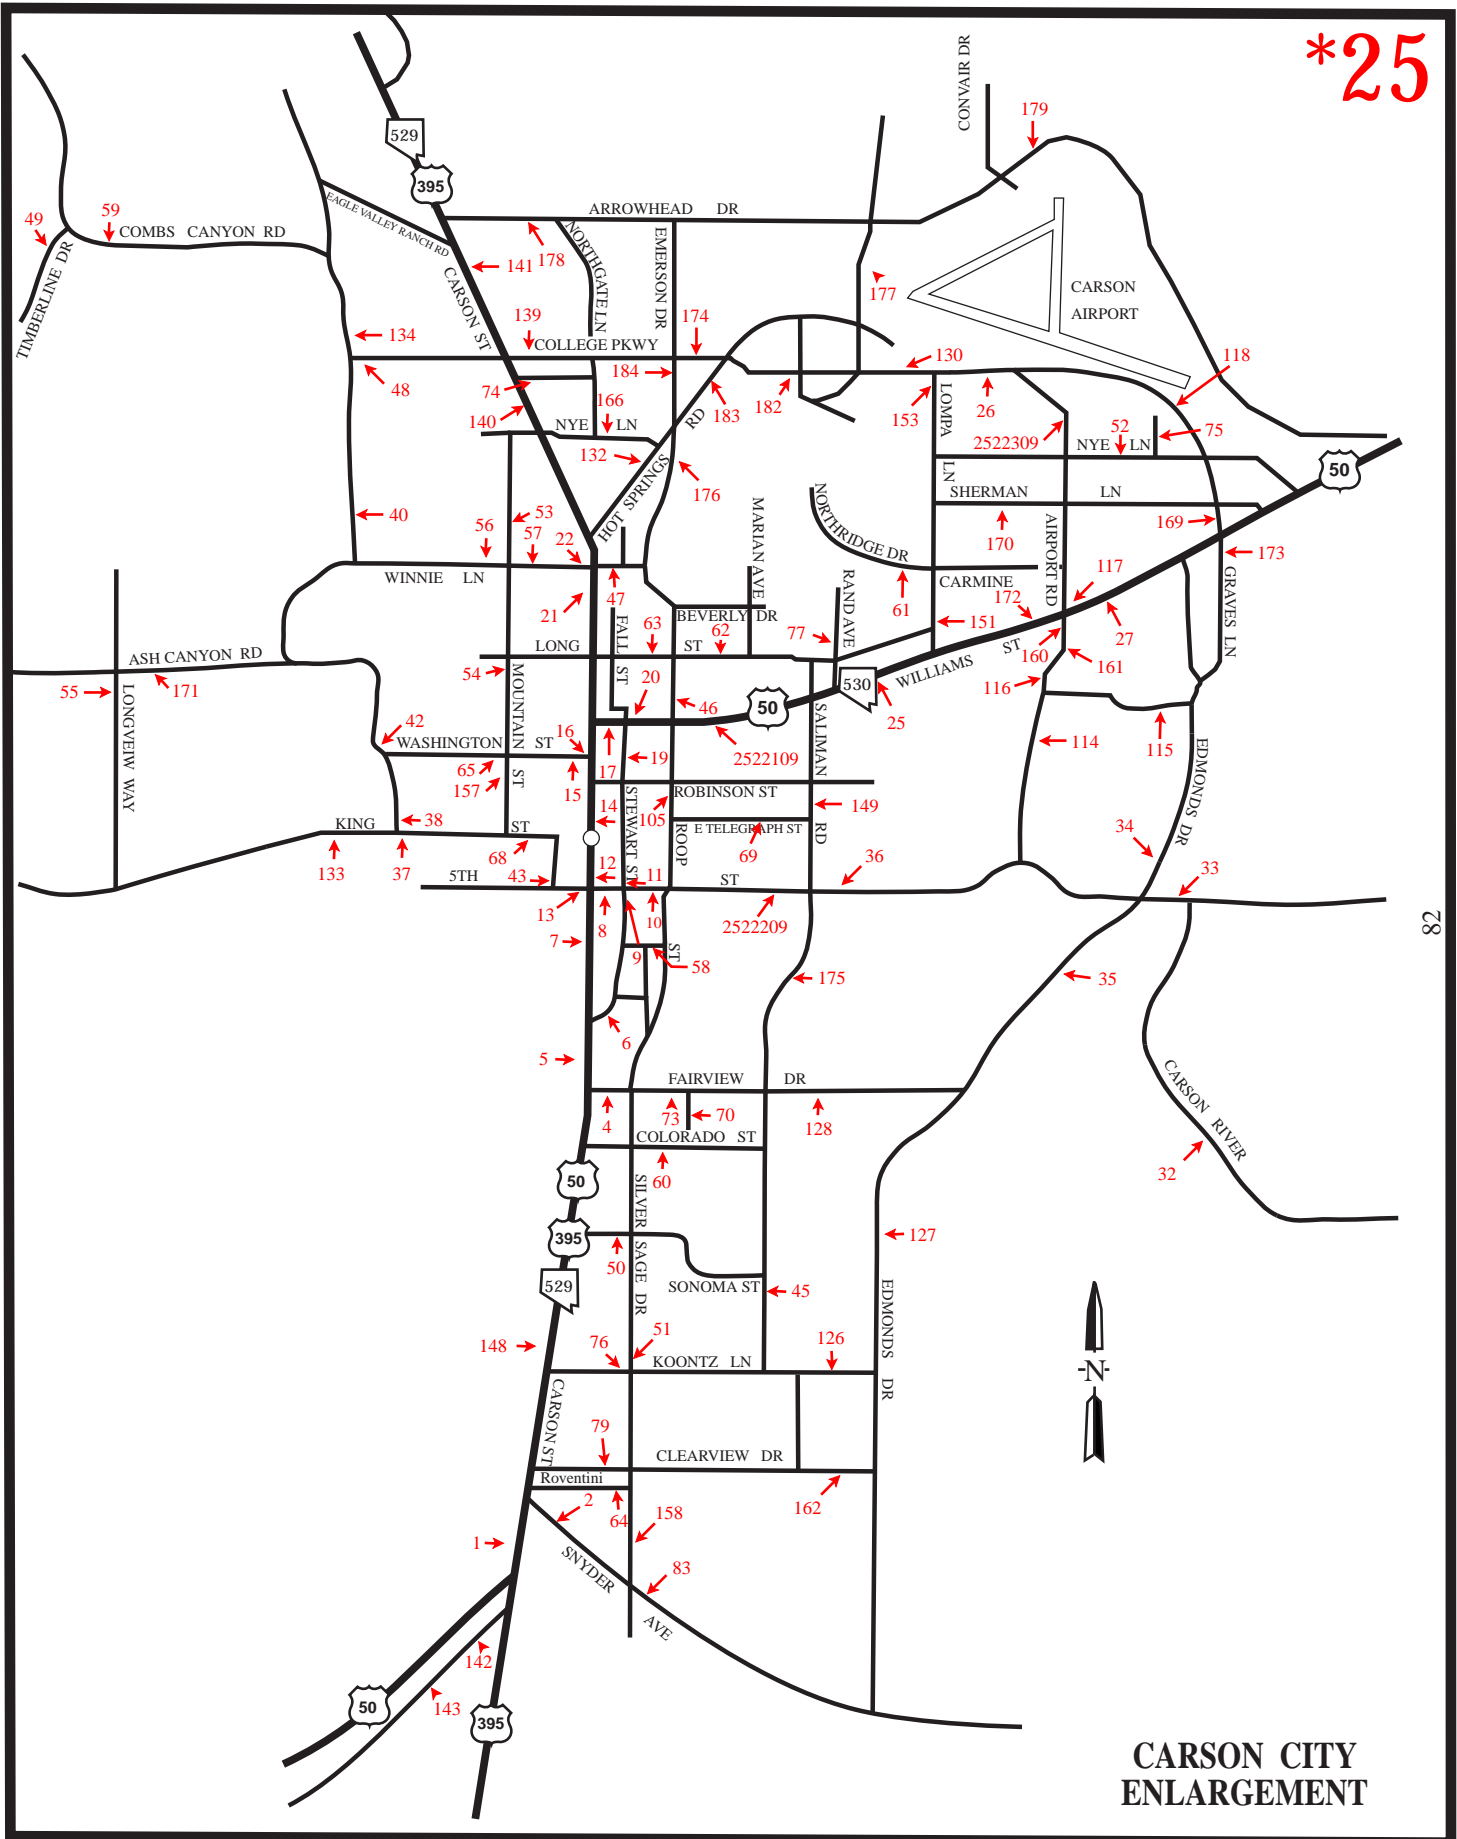 *25
CONVAIR DR
179
529
395
ARROWHEAD DR
EAGLE VALLEY RANCH RD
49
59
COMBS CANYON RD
TIMBERLINE DR
NORTHGATE LN
EMERSON DR
141
178
177
CARSON
AIRPORT
CARSON ST
134
139
COLLEGE PKWY
174
130
118
48
74
184
166
140
183
182
153
LOMPA
LN
26
2522309
52
75
NYE LN
NYE LN
RD
HOT SPRINGS
132
176
SHERMAN LN
50
40
56
53
57
22
MARIAN AVE
NORTHRIDGE DR
170
169
173
AIRPORT RD
WINNIE LN
47
21
RAND AVE
61
CARMINE
117
172
27
GRAVES LN
FALL ST
63
BEVERLY DR
62
77
151
160
161
LONG ST
ASH CANYON RD
171
55
LONGVEIW WAY
54
MOUNTAIN
ST
20
46
50
530
WILLIAMS ST
25
116
114
115
42
WASHINGTON ST
16
65
157
15
17
19
2522109
SALIMAN
RD
EDMONDS DR
ROBINSON ST
14
105
STEWART ST
149
38
KING ST
E TELEGRAPH ST
ROOP
69
34
133
37
68
43
12
11
36
33
5TH ST
13
8
10
2522209
7
9
ST
58
175
35
82
6
5
FAIRVIEW DR
CARSON RIVER
4
73
70
128
COLORADO ST
60
32
50
SILVER SAGE DR
395
127
50
529
SONOMA ST
45
EDMONDS DR
148
76
51
KOONTZ LN
126
-N-
CARSON ST
79
CLEARVIEW DR
Roventini
2
64
158
162
1
SNYDER
AVE
83
142
143
50
395
CARSON CITY
ENLARGEMENT